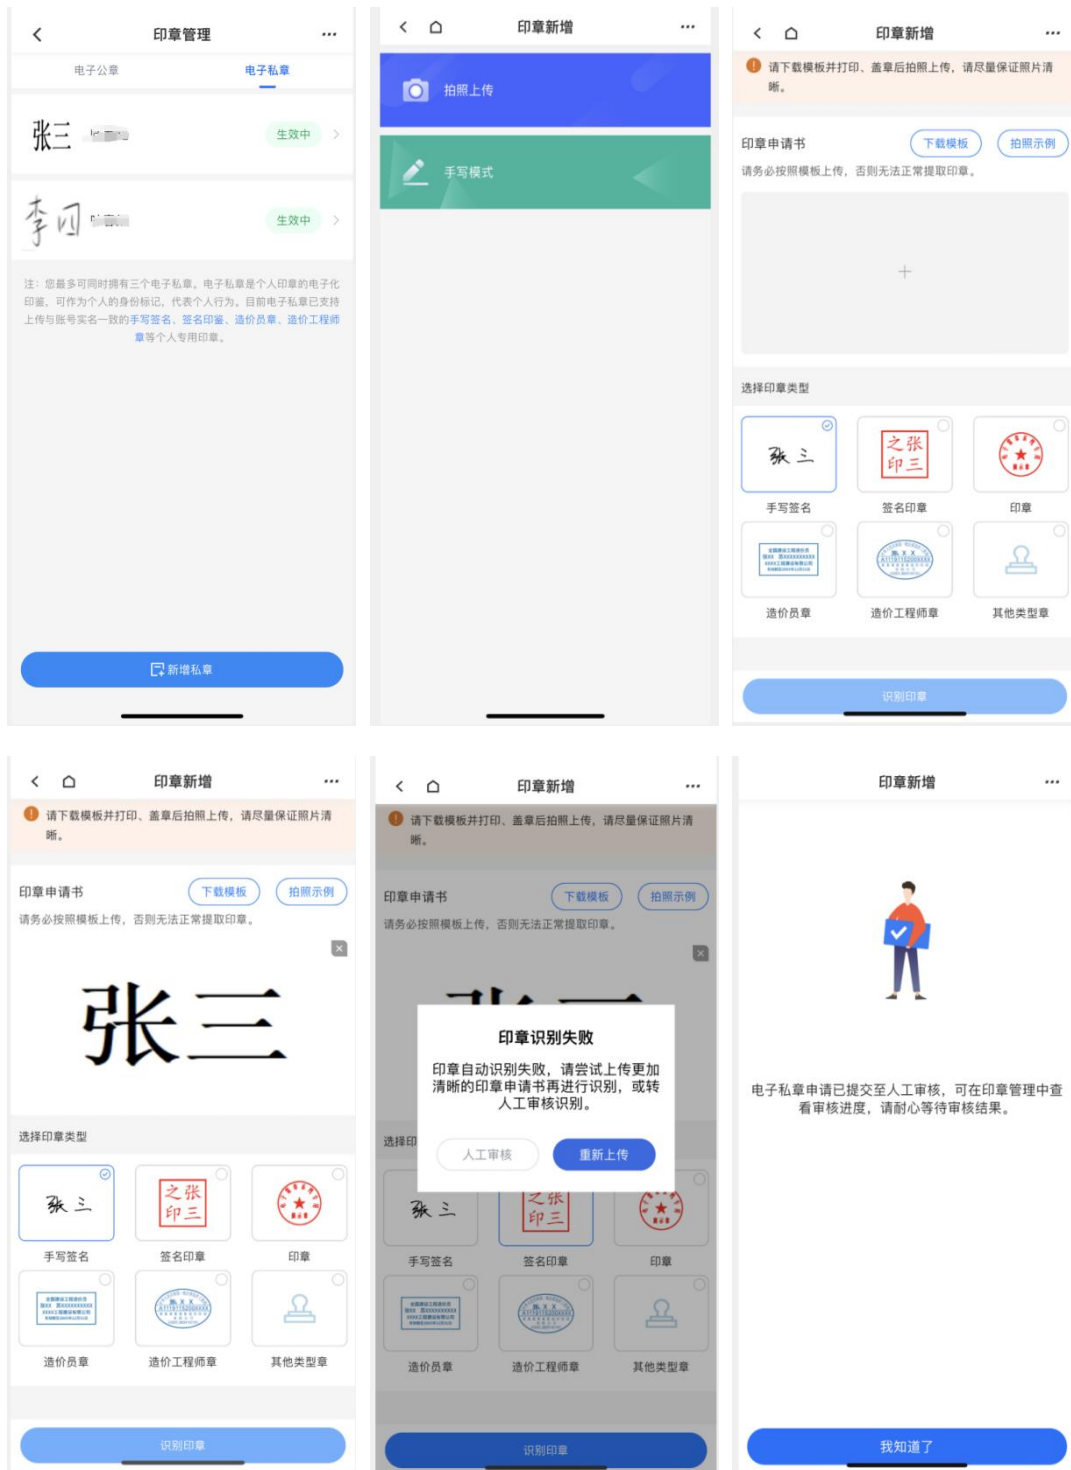 印章管理
电子公章
电子私章
张三
生效中
李四
生效中
注：您最多可同时拥有三个电子私章。电子私章是个人印章的电子化
印鉴，可作为个人的身份标记，代表个人行为。目前电子私章已支持
上传与账号实名一致的手写签名、签名印鉴、造价员章、造价工程师
章等个人专用印章。
新增私章
印章新增
拍照上传
手写模式
印章新增
请下载模板并打印、盖章后拍照上传，请尽量保证照片清
晰。
印章申请书
下载模板
拍照示例
请务必按照模板上传，否则无法正常提取印章。
选择印章类型
张三
之张
印三
手写签名
签名印章
印章
造价员章
造价工程师章
其他类型章
识别印章
印章新增
请下载模板并打印、盖章后拍照上传，请尽量保证照片清
晰。
印章申请书
下载模板
拍照示例
请务必按照模板上传，否则无法正常提取印章。
张三
选择印章类型
张三
之张
印三
手写签名
签名印章
印章
造价员章
造价工程师章
其他类型章
识别印章
印章新增
请下载模板并打印、盖章后拍照上传，请尽量保证照片清
晰。
印章申请书
下载模板
拍照示例
请务必按照模板上传，否则无法正常提取印章。
印章识别失败
印章自动识别失败，请尝试上传更加
清晰的印章申请书再进行识别，或转
人工审核识别。
人工审核
重新上传
选择印
张三
之张
印三
手写签名
签名印章
印章
造价员章
造价工程师章
其他类型章
识别印章
印章新增
电子私章申请已提交至人工审核，可在印章管理中查
看审核进度，请耐心等待审核结果。
我知道了